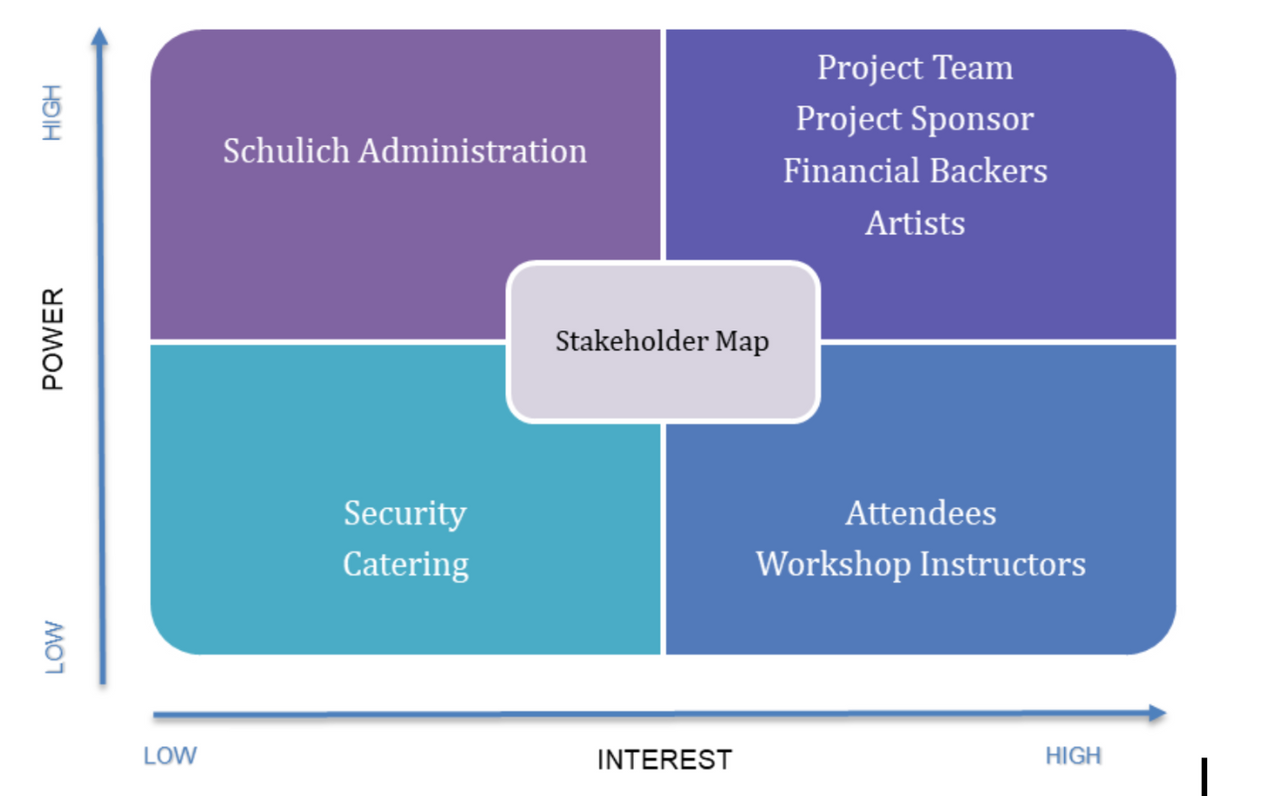 HIGH
POWER
LOW
Schulich Administration
Project Team
Project Sponsor
Financial Backers
Artists
Stakeholder Map
Security
Catering
Attendees
Workshop Instructors
LOW
INTEREST
HIGH